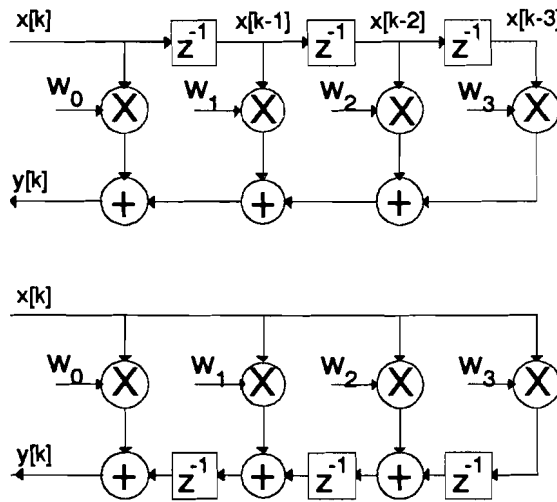 x[k] x[k-1] x[k-2] x[k-3]
z⁻¹ z⁻¹ z⁻¹
W₀ W₁ W₂ W₃
X X X X
y[k] + + +
x[k]
W₀ W₁ W₂ W₃
X X X X
y[k] + z⁻¹ + z⁻¹ + z⁻¹